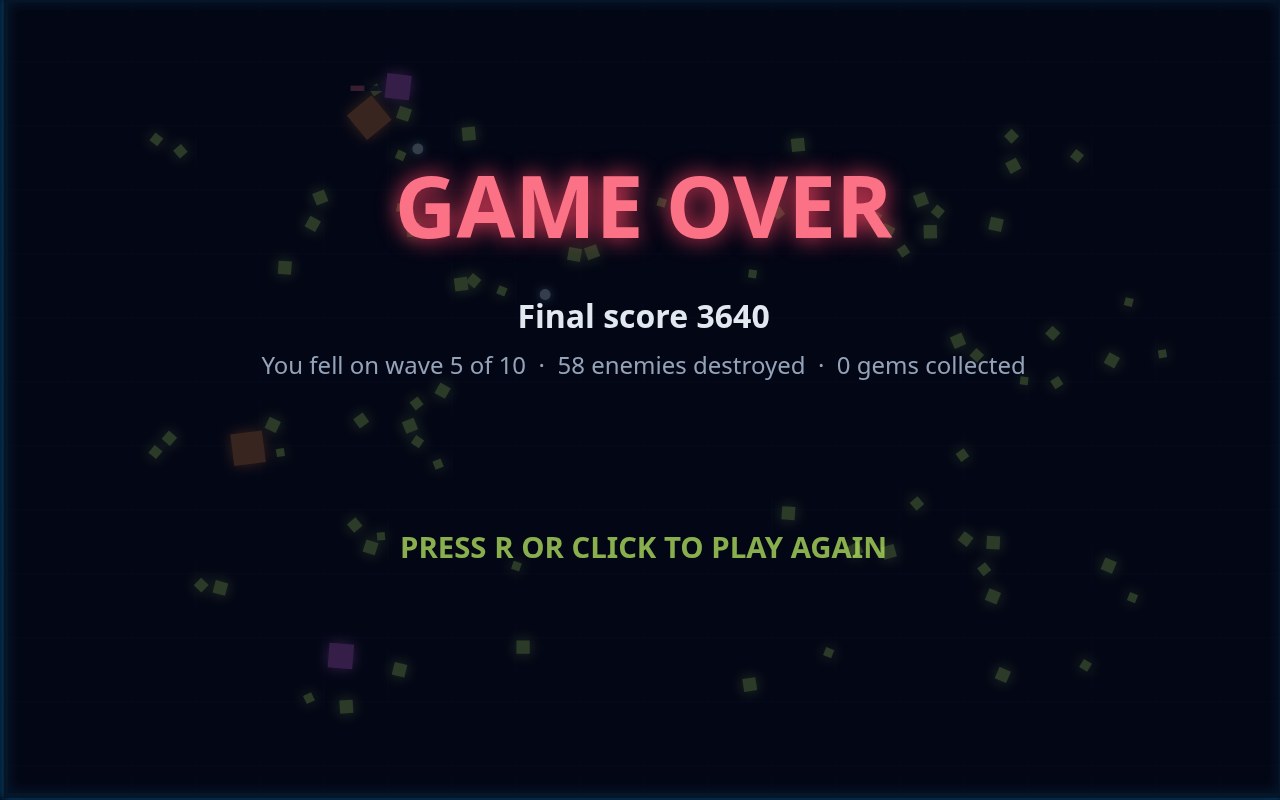 GAME OVER
Final score 3640
You fell on wave 5 of 10 · 58 enemies destroyed · 0 gems collected
PRESS R OR CLICK TO PLAY AGAIN